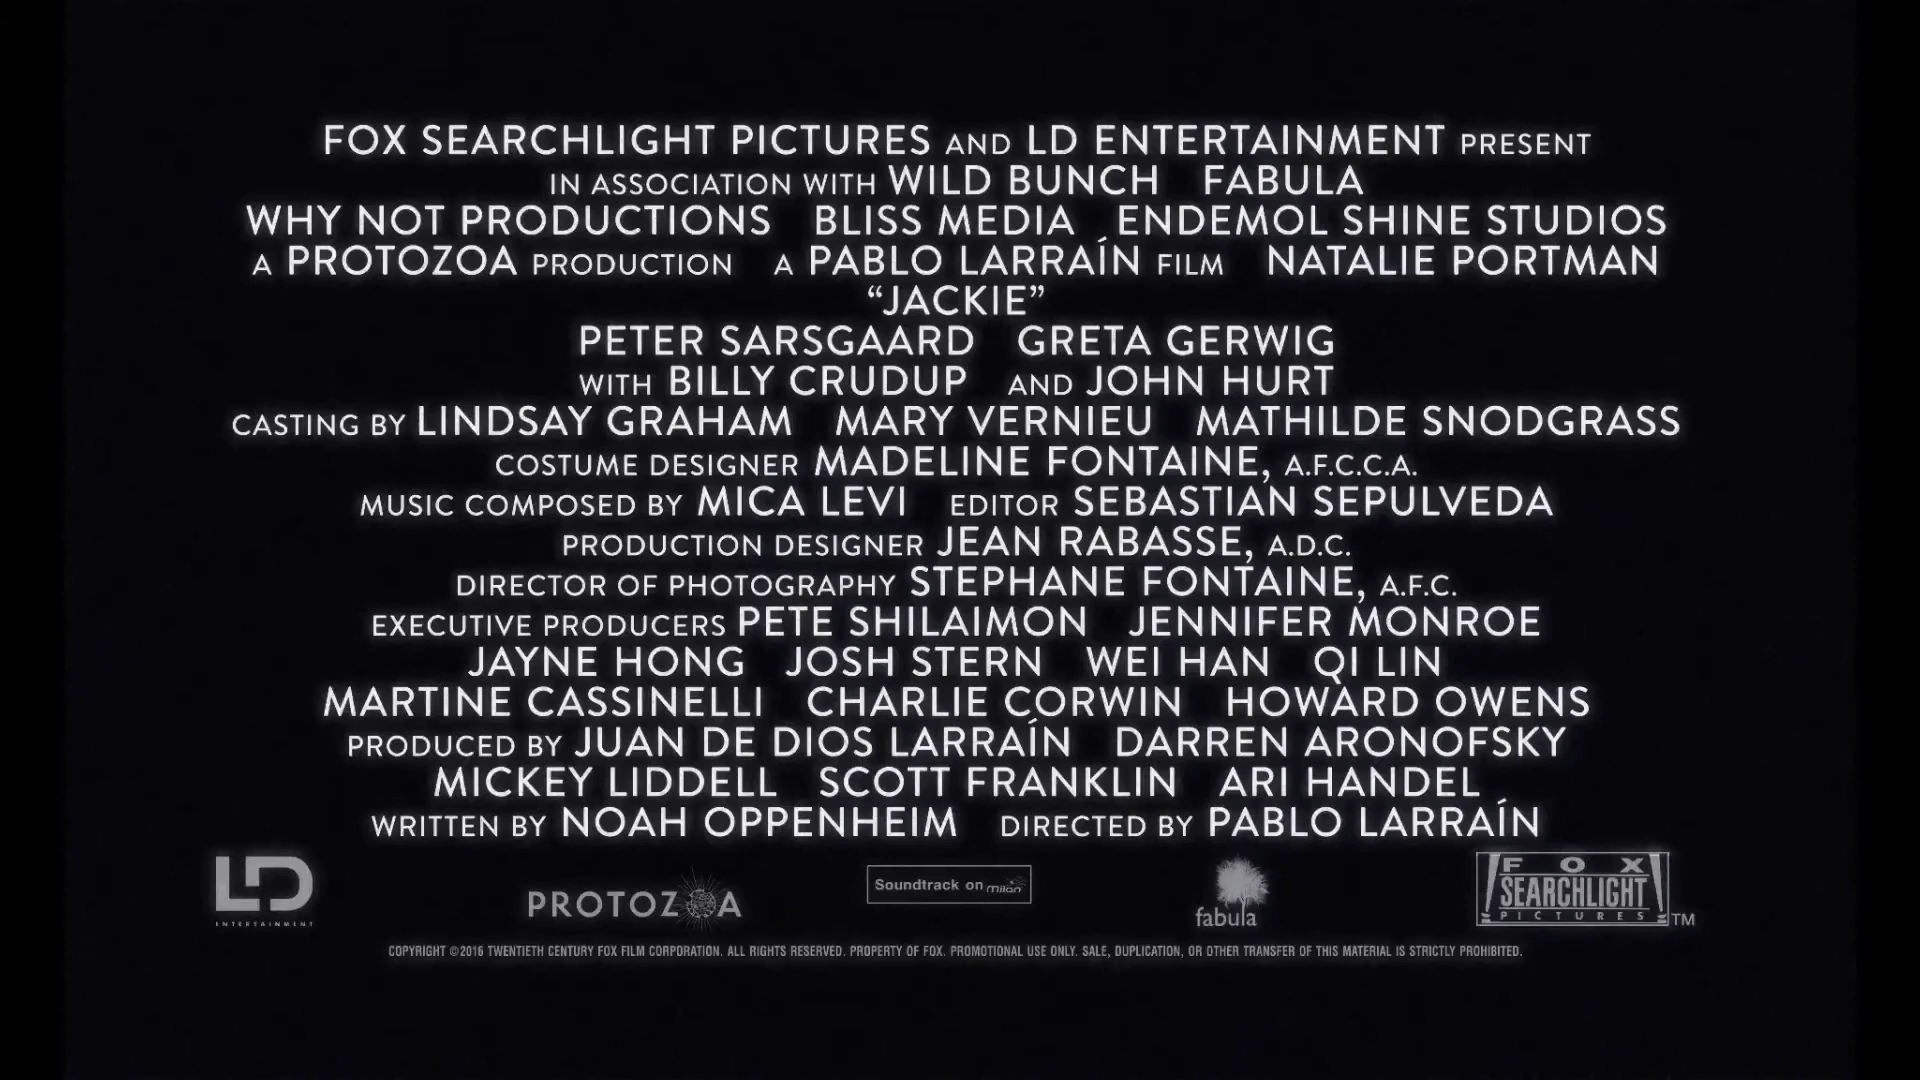 FOX SEARCHLIGHT PICTURES AND LD ENTERTAINMENT PRESENT
IN ASSOCIATION WITH WILD BUNCH FABULA
WHY NOT PRODUCTIONS BLISS MEDIA ENDEMOL SHINE STUDIOS
A PROTOZOA PRODUCTION A PABLO LARRAÍN FILM NATALIE PORTMAN
“JACKIE”
PETER SARSGAARD GRETA GERWIG
WITH BILLY CRUDUP AND JOHN HURT
CASTING BY LINDSAY GRAHAM MARY VERNIEU MATHILDE SNODGRASS
COSTUME DESIGNER MADELINE FONTAINE, A.F.C.C.A.
MUSIC COMPOSED BY MICA LEVI EDITOR SEBASTIAN SEPULVEDA
PRODUCTION DESIGNER JEAN RABASSE, A.D.C.
DIRECTOR OF PHOTOGRAPHY STEPHANE FONTAINE, A.F.C.
EXECUTIVE PRODUCERS PETE SHILAIMON JENNIFER MONROE
JAYNE HONG JOSH STERN WEI HAN QI LIN
MARTINE CASSINELLI CHARLIE CORWIN HOWARD OWENS
PRODUCED BY JUAN DE DIOS LARRAÍN DARREN ARONOFSKY
MICKEY LIDDELL SCOTT FRANKLIN ARI HANDEL
WRITTEN BY NOAH OPPENHEIM DIRECTED BY PABLO LARRAÍN
LD
ENTERTAINMENT
PROTOZOA
Soundtrack on milan
fabula
FOX
SEARCHLIGHT
PICTURES TM
COPYRIGHT ©2016 TWENTIETH CENTURY FOX FILM CORPORATION. ALL RIGHTS RESERVED. PROPERTY OF FOX. PROMOTIONAL USE ONLY. SALE, DUPLICATION, OR OTHER TRANSFER OF THIS MATERIAL IS STRICTLY PROHIBITED.